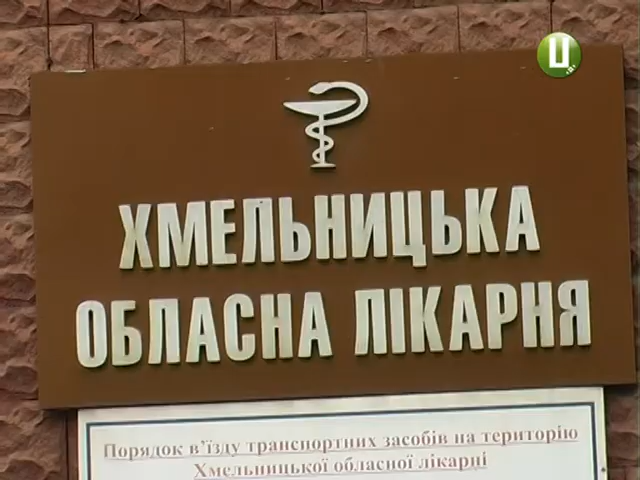 Ц
ХМЕЛЬНИЦЬКА
ОБЛАСНА ЛІКАРНЯ
Порядок в'їзду транспортних засобів на територію
Хмельницької обласної лікарні